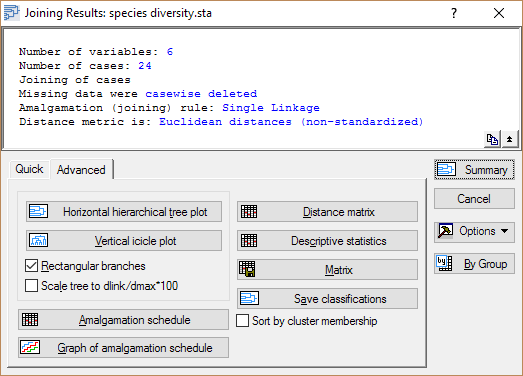 Joining Results: species diversity.sta
?
Number of variables: 6
Number of cases: 24
Joining of cases
Missing data were casewise deleted
Amalgamation (joining) rule: Single Linkage
Distance metric is: Euclidean distances (non-standardized)
Quick
Advanced
Horizontal hierarchical tree plot
Vertical icicle plot
Rectangular branches
Scale tree to dlink/dmax*100
Amalgamation schedule
Graph of amalgamation schedule
Distance matrix
Descriptive statistics
Matrix
Save classifications
Sort by cluster membership
Summary
Cancel
Options
By Group